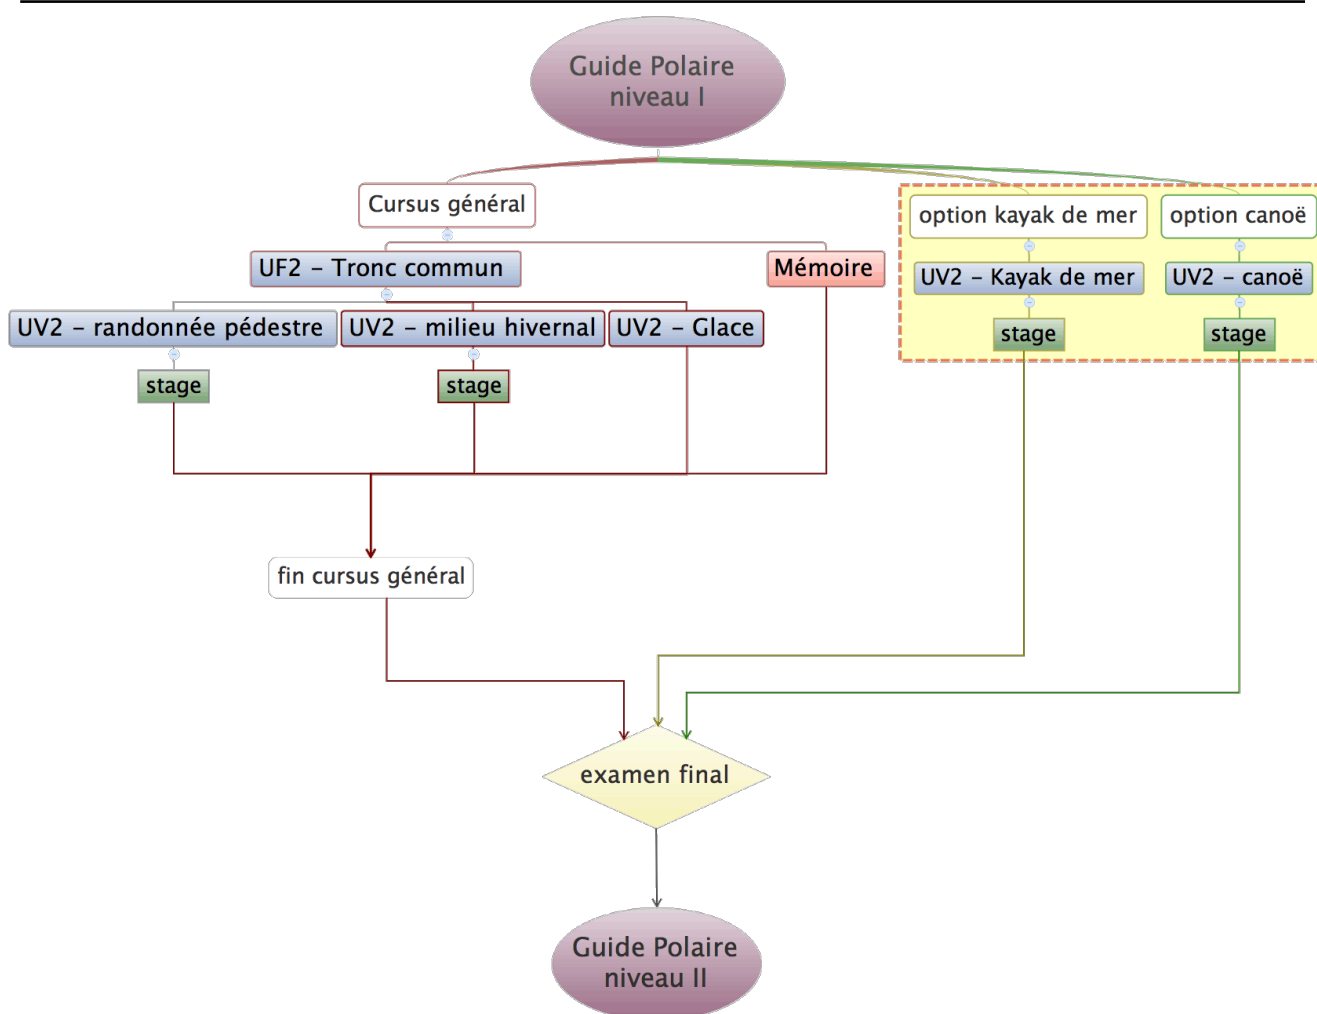 Guide Polaire
niveau I
Cursus général
option kayak de mer
option canoë
UF2 – Tronc commun
Mémoire
UV2 – Kayak de mer
UV2 – canoë
UV2 – randonnée pédestre
UV2 – milieu hivernal
UV2 – Glace
stage
stage
stage
stage
fin cursus général
examen final
Guide Polaire
niveau II